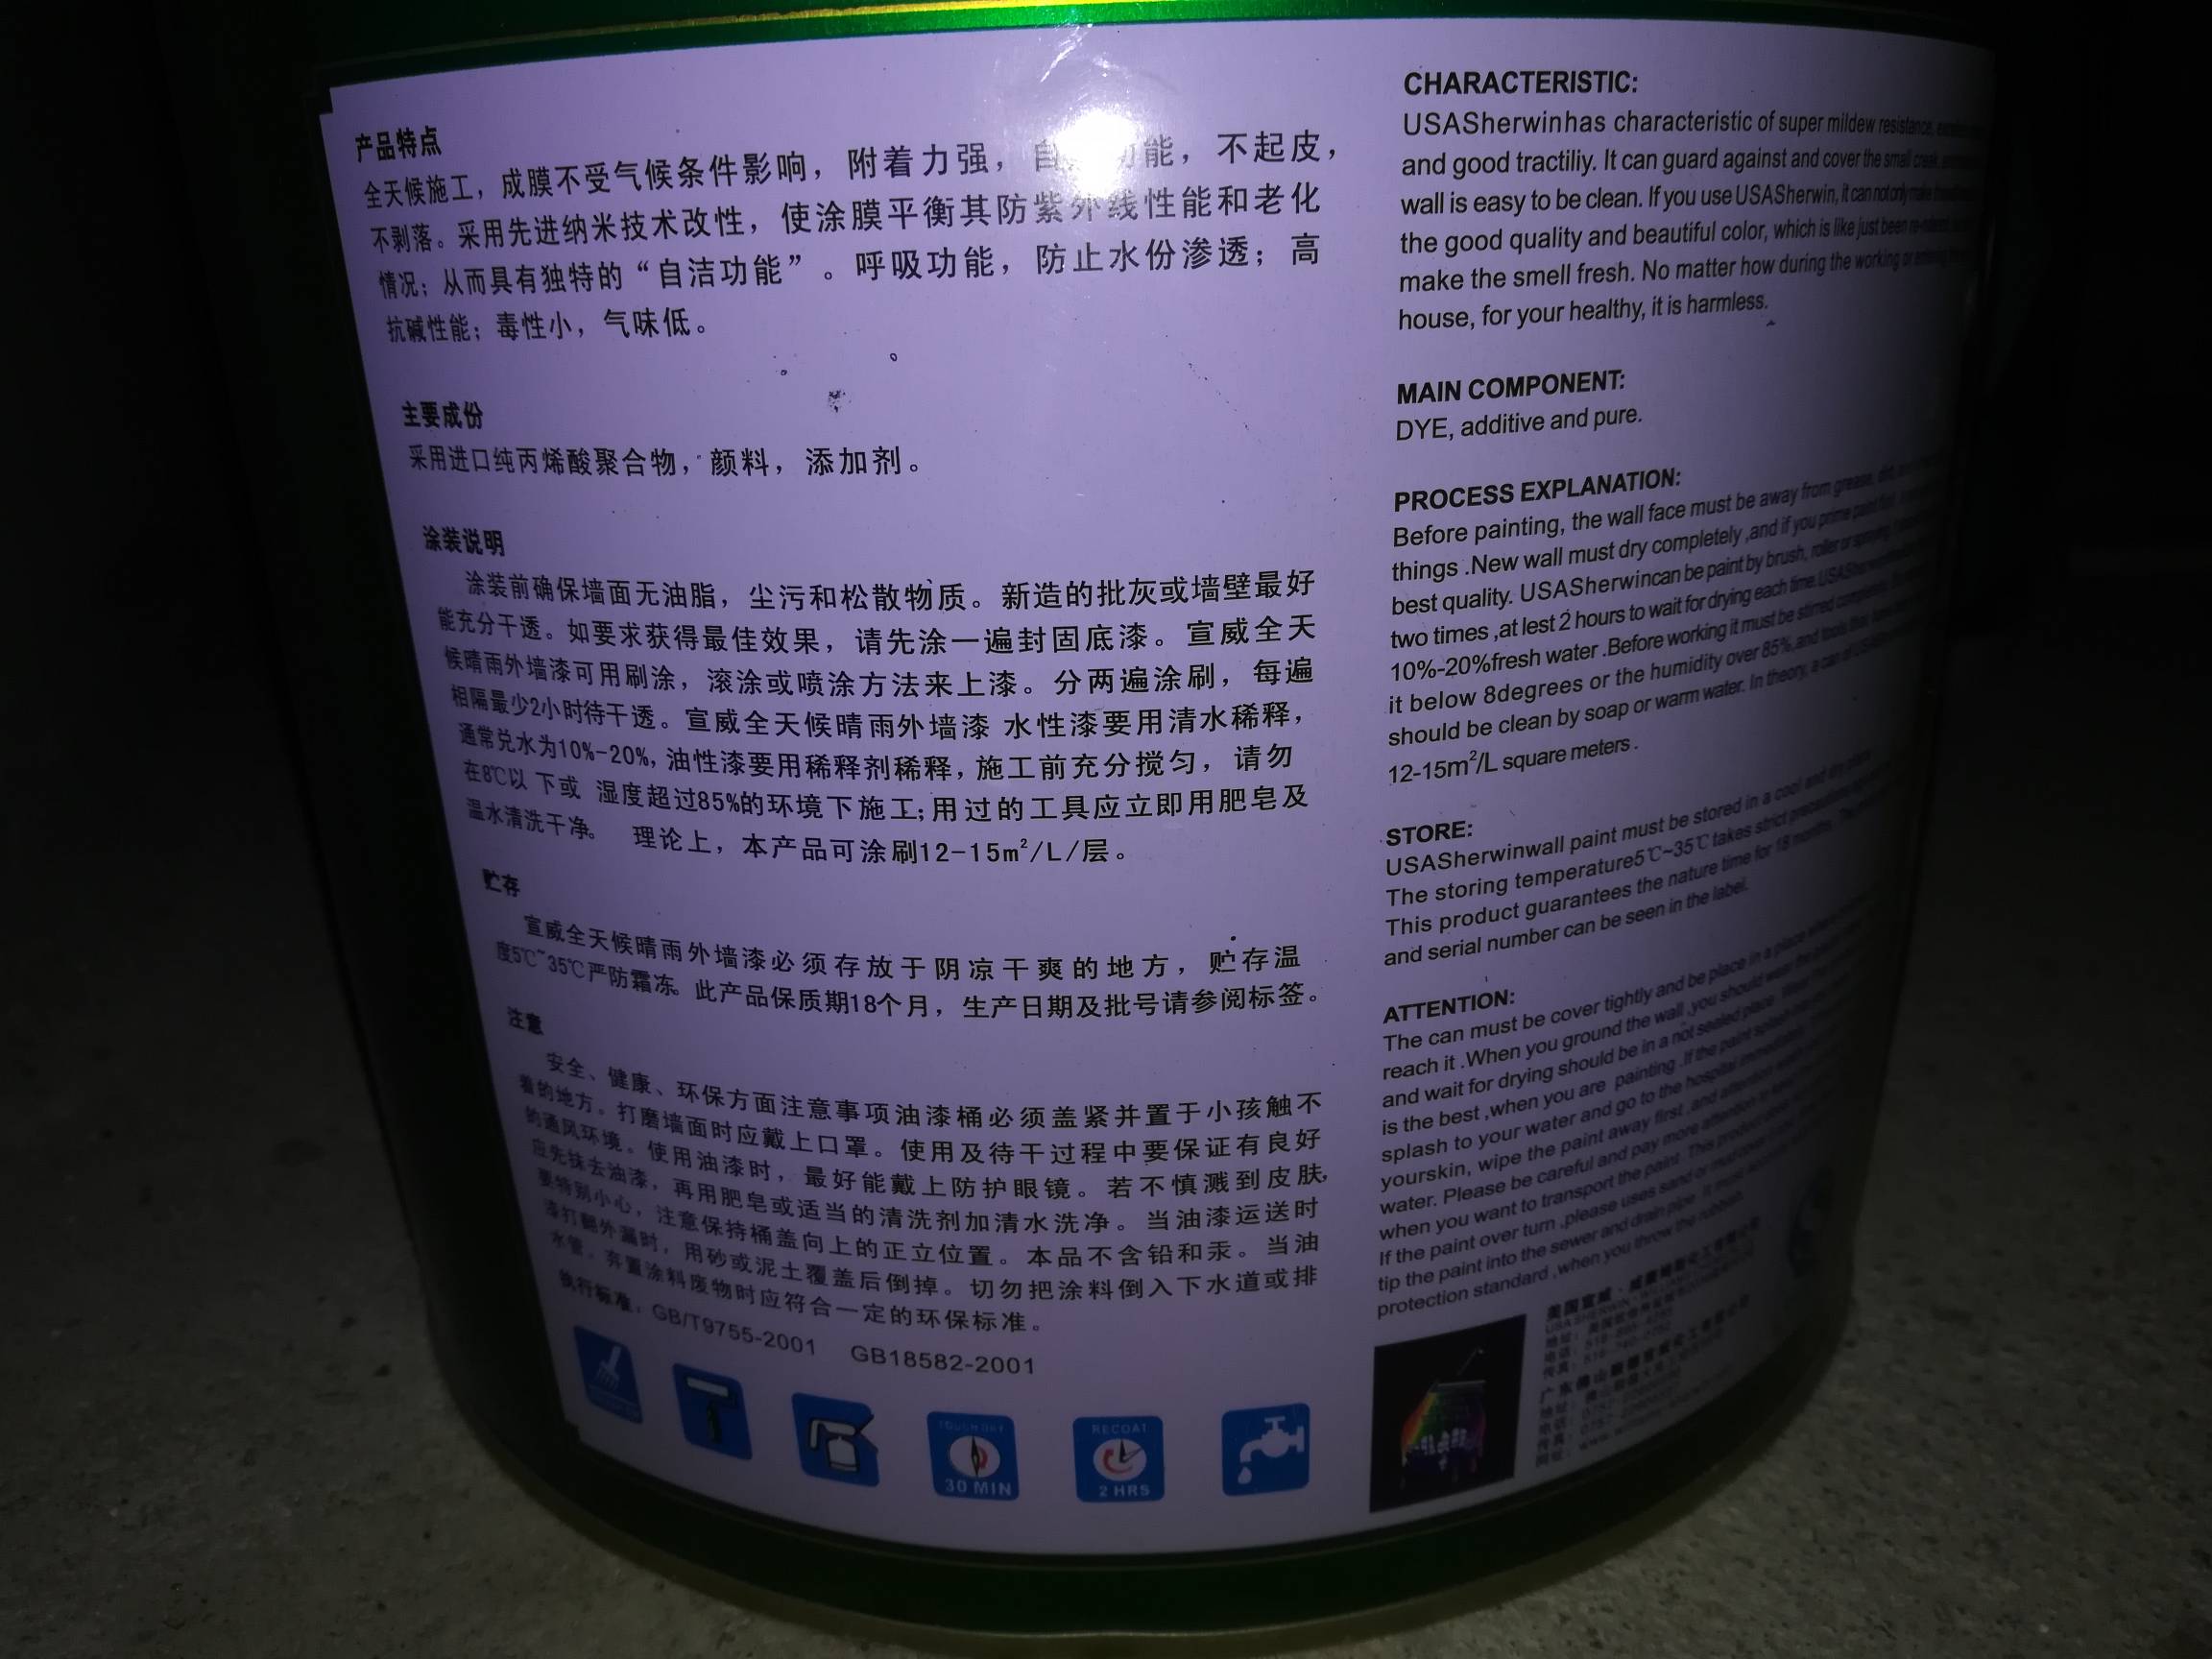 产品特点
全天候施工，成膜不受气候条件影响，附着力强，自 功能，不起皮，
不剥落。采用先进纳米技术改性，使涂膜平衡其防紫外线性能和老化
情况；从而具有独特的“自洁功能”。呼吸功能，防止水份渗透；高
抗碱性能；毒性小，气味低。
主要成份
采用进口纯丙烯酸聚合物，颜料，添加剂。
涂装说明
涂装前确保墙面无油脂，尘污和松散物质。新造的批灰或墙壁最好
能充分干透。如要求获得最佳效果，请先涂一遍封固底漆。宣威全天
候晴雨外墙漆可用刷涂，滚涂或喷涂方法来上漆。分两遍涂刷，每遍
相隔最少2小时待干透。宣威全天候晴雨外墙漆 水性漆要用清水稀释，
通常兑水为10%-20%，油性漆要用稀释剂稀释，施工前充分搅匀，请勿
在8℃以 下或 湿度超过85%的环境下施工；用过的工具应立即用肥皂及
温水清洗干净。 理论上，本产品可涂刷12-15m²/L/层。
贮存
宣威全天候晴雨外墙漆必须存放于阴凉干爽的地方，贮存温
度5℃~35℃严防霜冻。此产品保质期18个月，生产日期及批号请参阅标签。
注意
安全、健康、环保方面注意事项油漆桶必须盖紧并置于小孩触不
着的地方。打磨墙面时应戴上口罩。使用及待干过程中要保证有良好
的通风环境。使用油漆时，最好能戴上防护眼镜。若不慎溅到皮肤，
应先抹去油漆，再用肥皂或适当的清洗剂加清水洗净。当油漆运送时
要特别小心，注意保持桶盖向上的正立位置。本品不含铅和汞。当油
漆打翻外漏时，用砂或泥土覆盖后倒掉。切勿把涂料倒入下水道或排
水管。弃置涂料废物时应符合一定的环保标准。
执行标准：GB/T9755-2001 GB18582-2001
TOUCH DRY
30 MIN
RECOAT
2 HRS
CHARACTERISTIC:
USASherwinhas characteristic of super mildew resistance,
and good tractiliy. It can guard against and cover the small creak,
wall is easy to be clean. If you use USASherwin, it can not only make
the good quality and beautiful color, which is like just been
make the smell fresh. No matter how during the working or
house, for your healthy, it is harmless.
MAIN COMPONENT:
DYE, additive and pure.
PROCESS EXPLANATION:
Before painting, the wall face must be away from grease, dirt,
things .New wall must dry completely ,and if you prime paint first
best quality. USASherwincan be paint by brush, roller or spraying
two times ,at lest 2 hours to wait for drying each time.USASherwin
10%-20%fresh water .Before working it must be stirred completely.
it below 8degrees or the humidity over 85%,and tools that
should be clean by soap or warm water. In theory, a can of
12-15m²/L square meters .
STORE:
USASherwinwall paint must be stored in a cool and dry place
The storing temperature5℃~35℃ takes strict precautions
This product guarantees the nature time for 18 months. The
and serial number can be seen in the label.
ATTENTION:
The can must be cover tightly and be place in a place where
reach it .When you ground the wall ,you should wear the
and wait for drying should be in a not sealed place. Wear
is the best ,when you are painting .If the paint splash
splash to your water and go to the hospital immediately.
yourskin, wipe the paint away first ,and attention
water. Please be careful and pay more attention
when you want to transport the paint. This product
If the paint over turn ,please uses sand or mud
tip the paint into the sewer and drain pipe. It must
protection standard ,when you throw the rubbish.